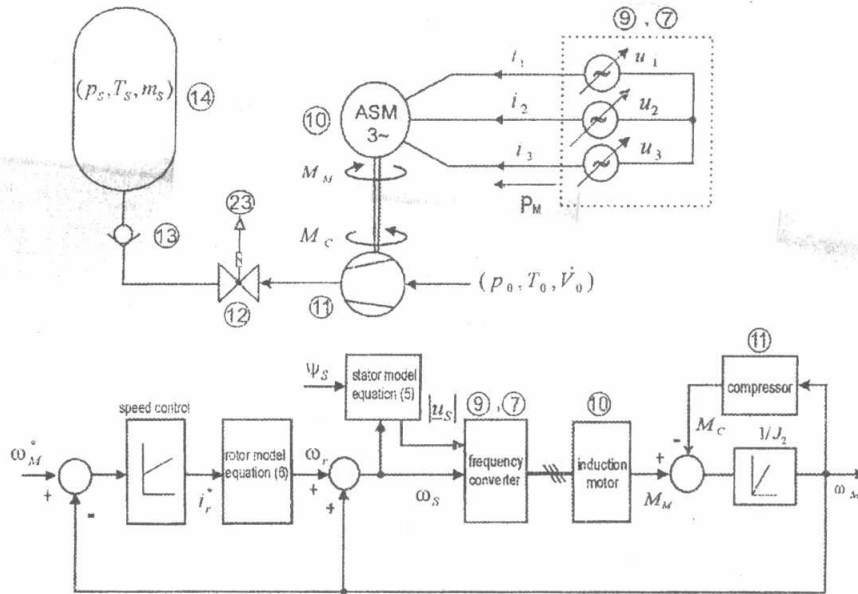 ⑨ , ⑦
(p_S, T_S, m_S)
⑭
i_1
u_1
⑩
ASM
3~
i_2
u_2
i_3
u_3
M_M
P_M
㉓
⑬
M_C
(p_0, T_0, V̇_0)
⑫
⑪
Ψ_S
stator model
equation (5)
|u_S|
⑨ , ⑦
⑩
⑪
compressor
speed control
M_C
1/J_2
ω*_M
+
-
i*_r
rotor model
equation (6)
ω_r
+
+
ω_S
frequency
converter
induction
motor
M_M
+
-
ω_M